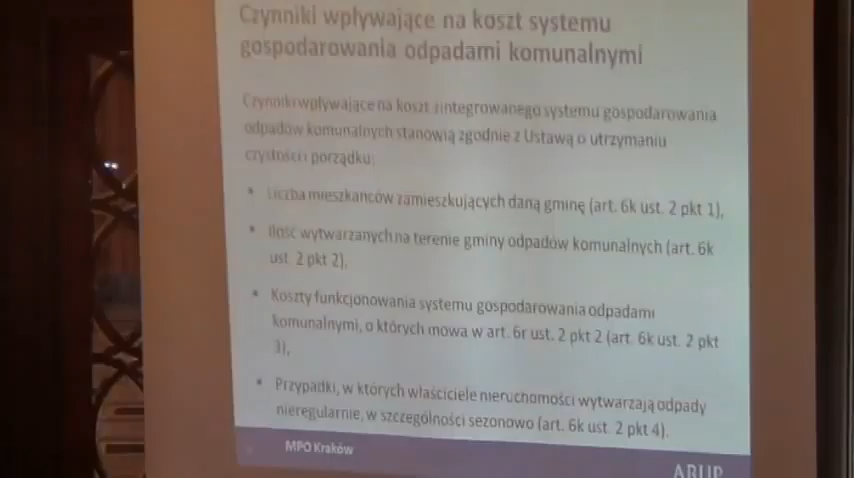 Czynniki wpływające na koszt systemu
gospodarowania odpadami komunalnymi
Czynniki wpływające na koszt zintegrowanego systemu gospodarowania
odpadów komunalnych stanowią zgodnie z Ustawą o utrzymaniu
czystości i porządku:
• Liczba mieszkańców zamieszkujących daną gminę (art. 6k ust. 2 pkt 1),
• Ilość wytwarzanych na terenie gminy odpadów komunalnych (art. 6k
ust. 2 pkt 2),
• Koszty funkcjonowania systemu gospodarowania odpadami
komunalnymi, o których mowa w art. 6r ust. 2 pkt 2 (art. 6k ust. 2 pkt
3),
• Przypadki, w których właściciele nieruchomości wytwarzają odpady
nieregularnie, w szczególności sezonowo (art. 6k ust. 2 pkt 4).
MPO Kraków
ARUP